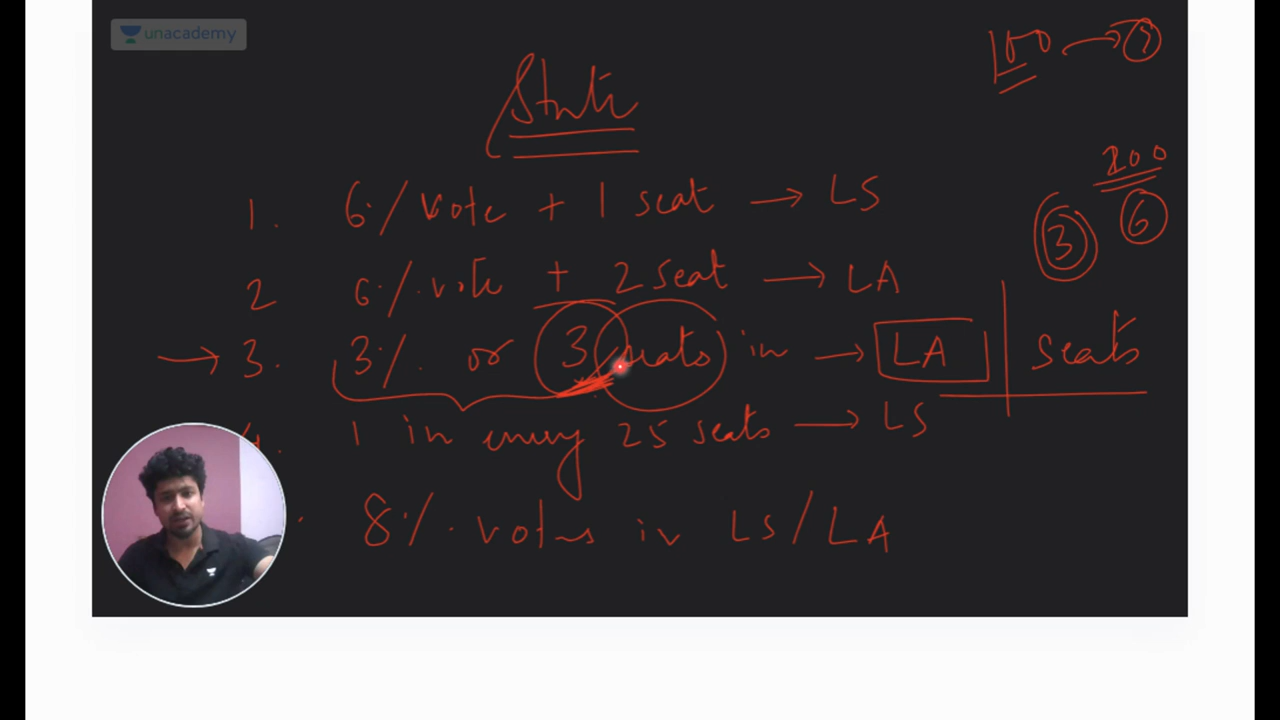 unacademy
100 → 3
State
200
6
3
1. 6% vote + 1 seat → LS
2 6% vote + 2 seat → LA
→ 3. 3% or 3 seats in → LA | seats
4. 1 in every 25 seats → LS
8% votes in LS/LA